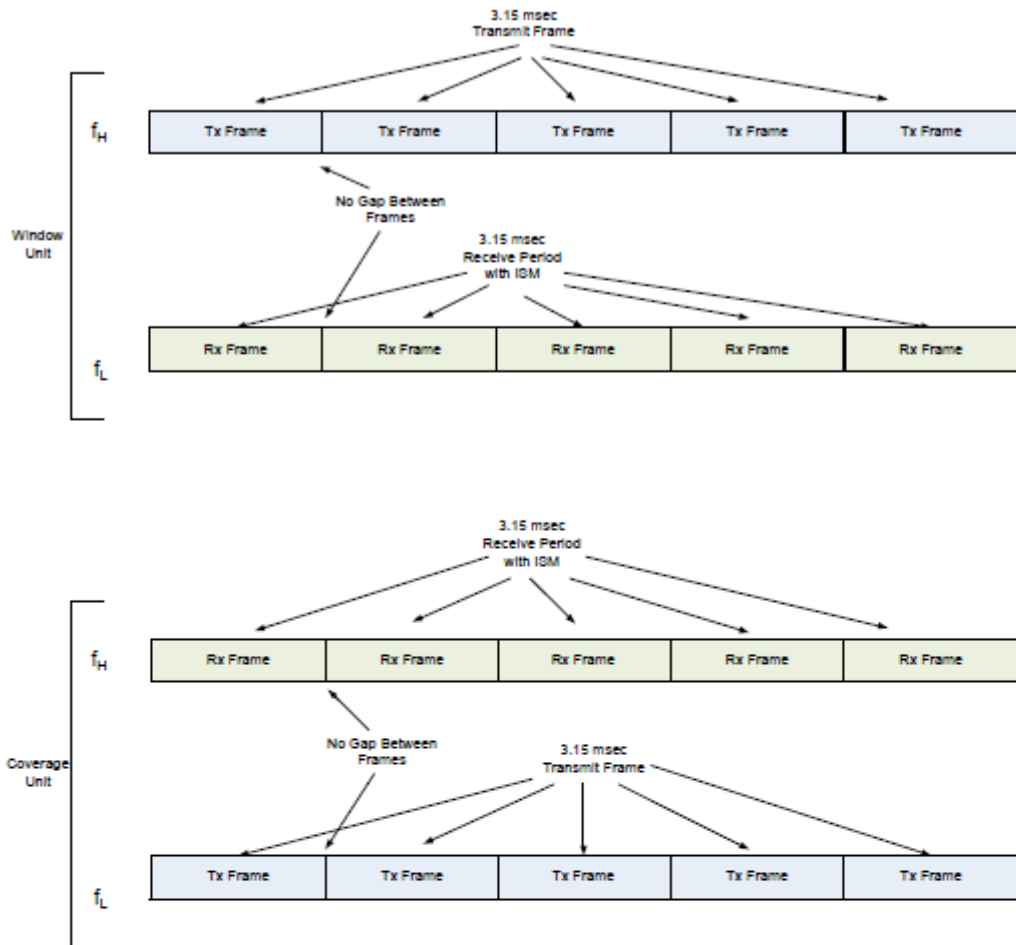 3.15 msec
Transmit Frame
f_H
Tx Frame Tx Frame Tx Frame Tx Frame Tx Frame
No Gap Between
Frames
Window
Unit
3.15 msec
Receive Period
with ISM
Rx Frame Rx Frame Rx Frame Rx Frame Rx Frame
f_L
3.15 msec
Receive Period
with ISM
f_H
Rx Frame Rx Frame Rx Frame Rx Frame Rx Frame
No Gap Between
Frames
Coverage
Unit
3.15 msec
Transmit Frame
Tx Frame Tx Frame Tx Frame Tx Frame Tx Frame
f_L